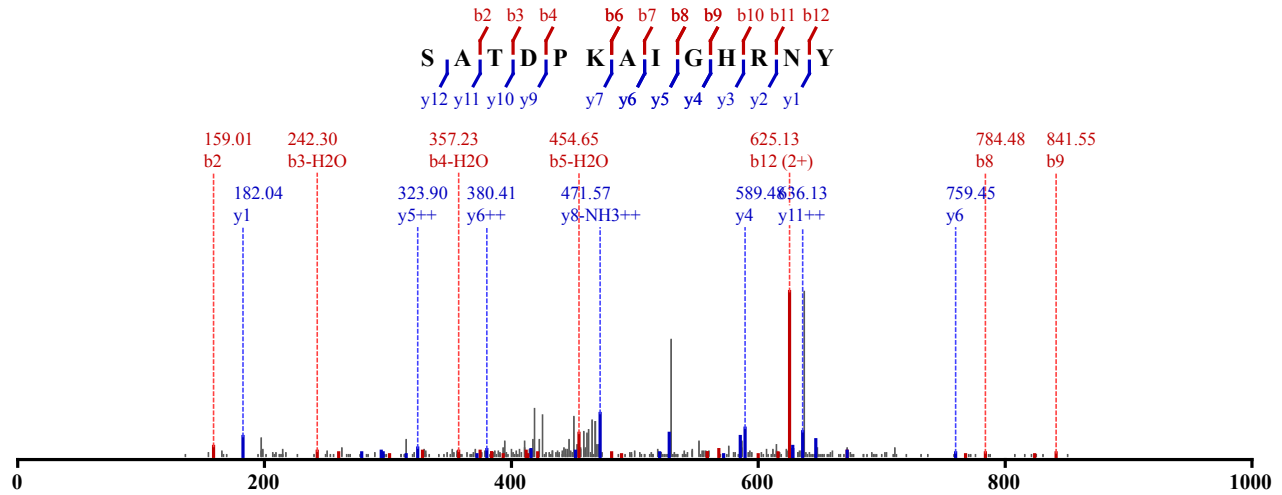 b2 b3 b4 b6 b7 b8 b9 b10 b11 b12
S A T D P K A I G H R N Y
y12 y11 y10 y9 y7 y6 y5 y4 y3 y2 y1
159.01 242.30 357.23 454.65 625.13 784.48 841.55
b2 b3-H2O b4-H2O b5-H2O b12 (2+) b8 b9
182.04 323.90 380.41 471.57 589.48 636.13 759.45
y1 y5++ y6++ y8-NH3++ y4 y11++ y6
0 200 400 600 800 1000